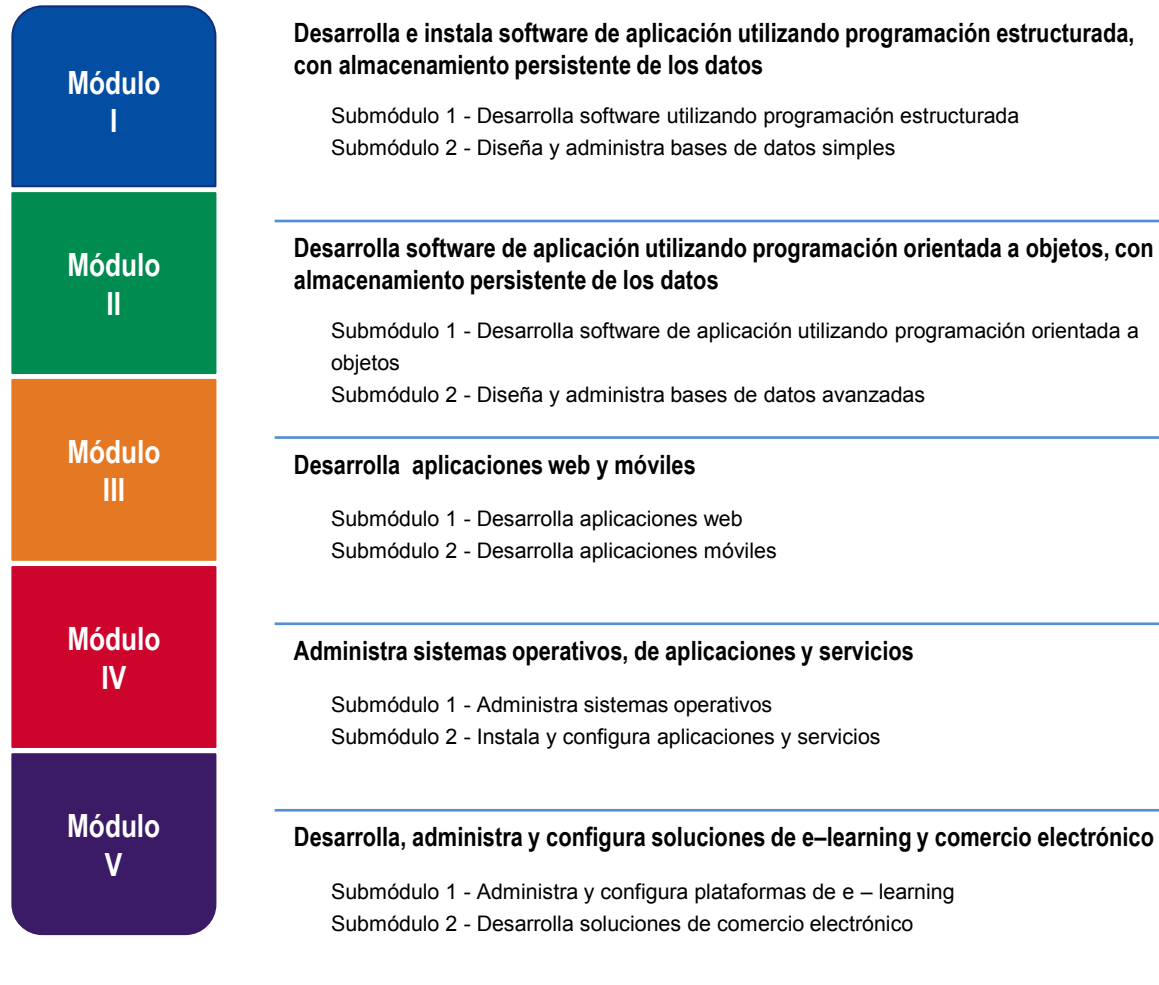 Módulo
I
Desarrolla e instala software de aplicación utilizando programación estructurada,
con almacenamiento persistente de los datos
Submódulo 1 - Desarrolla software utilizando programación estructurada
Submódulo 2 - Diseña y administra bases de datos simples
Módulo
II
Desarrolla software de aplicación utilizando programación orientada a objetos, con
almacenamiento persistente de los datos
Submódulo 1 - Desarrolla software de aplicación utilizando programación orientada a
objetos
Submódulo 2 - Diseña y administra bases de datos avanzadas
Módulo
III
Desarrolla  aplicaciones web y móviles
Submódulo 1 - Desarrolla aplicaciones web
Submódulo 2 - Desarrolla aplicaciones móviles
Módulo
IV
Administra sistemas operativos, de aplicaciones y servicios
Submódulo 1 - Administra sistemas operativos
Submódulo 2 - Instala y configura aplicaciones y servicios
Módulo
V
Desarrolla, administra y configura soluciones de e–learning y comercio electrónico
Submódulo 1 - Administra y configura plataformas de e – learning
Submódulo 2 - Desarrolla soluciones de comercio electrónico